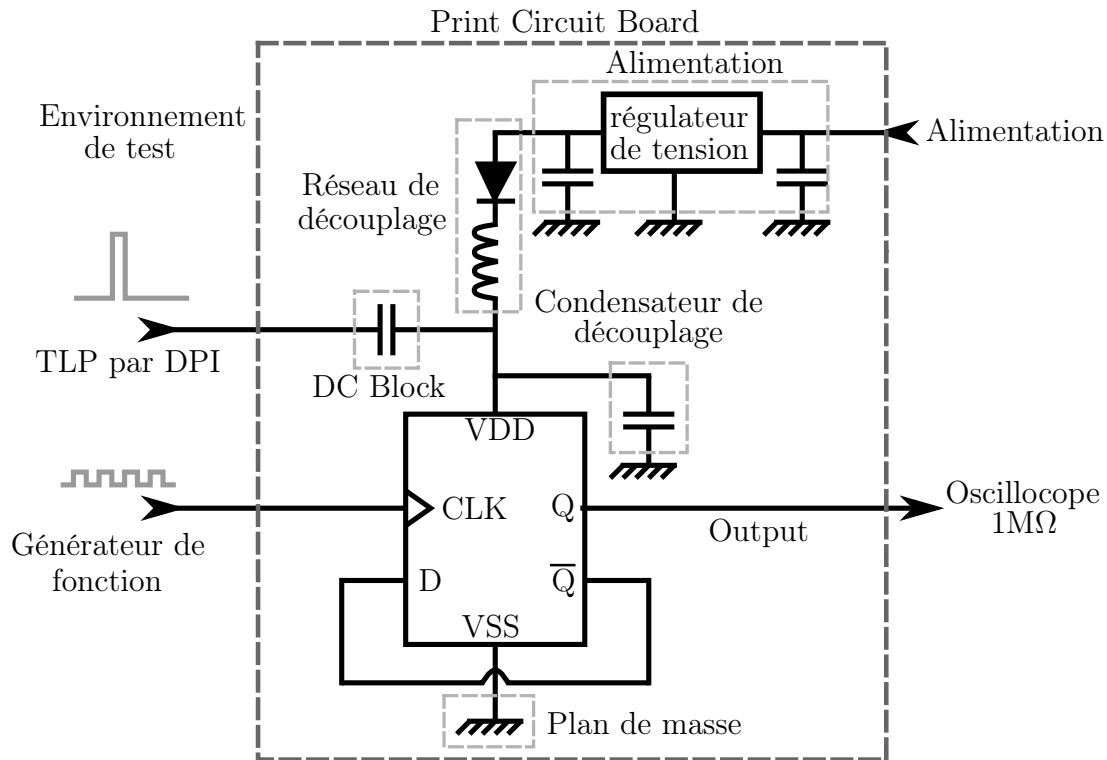 Print Circuit Board
Alimentation
Environnement
de test
régulateur
de tension
Alimentation
Réseau de
découplage
Condensateur de
découplage
TLP par DPI
DC Block
VDD
CLK
Q
Oscillocope
1MΩ
Output
Générateur de
fonction
D
Q̅
VSS
Plan de masse